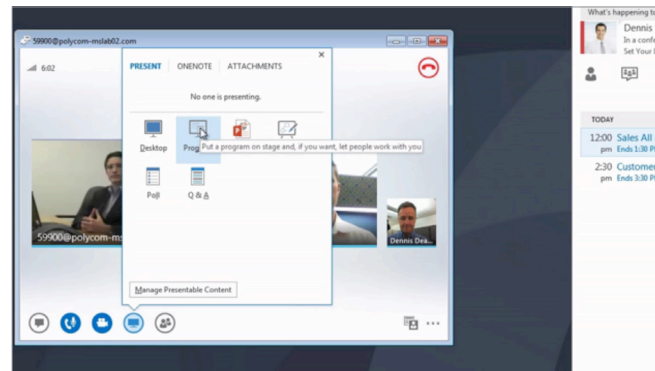 59900@polycom-mslab02.com
6:02
PRESENT ONENOTE ATTACHMENTS
No one is presenting.
Desktop Prog
Put a program on stage and, if you want, let people work with you
Poll Q & A
59900@polycom-ms
Dennis Dea...
Manage Presentable Content
What's happening to
Dennis
In a conf
Set Your
TODAY
12:00 pm Sales All
Ends 1:30 P
2:30 pm Customer
Ends 3:30 P